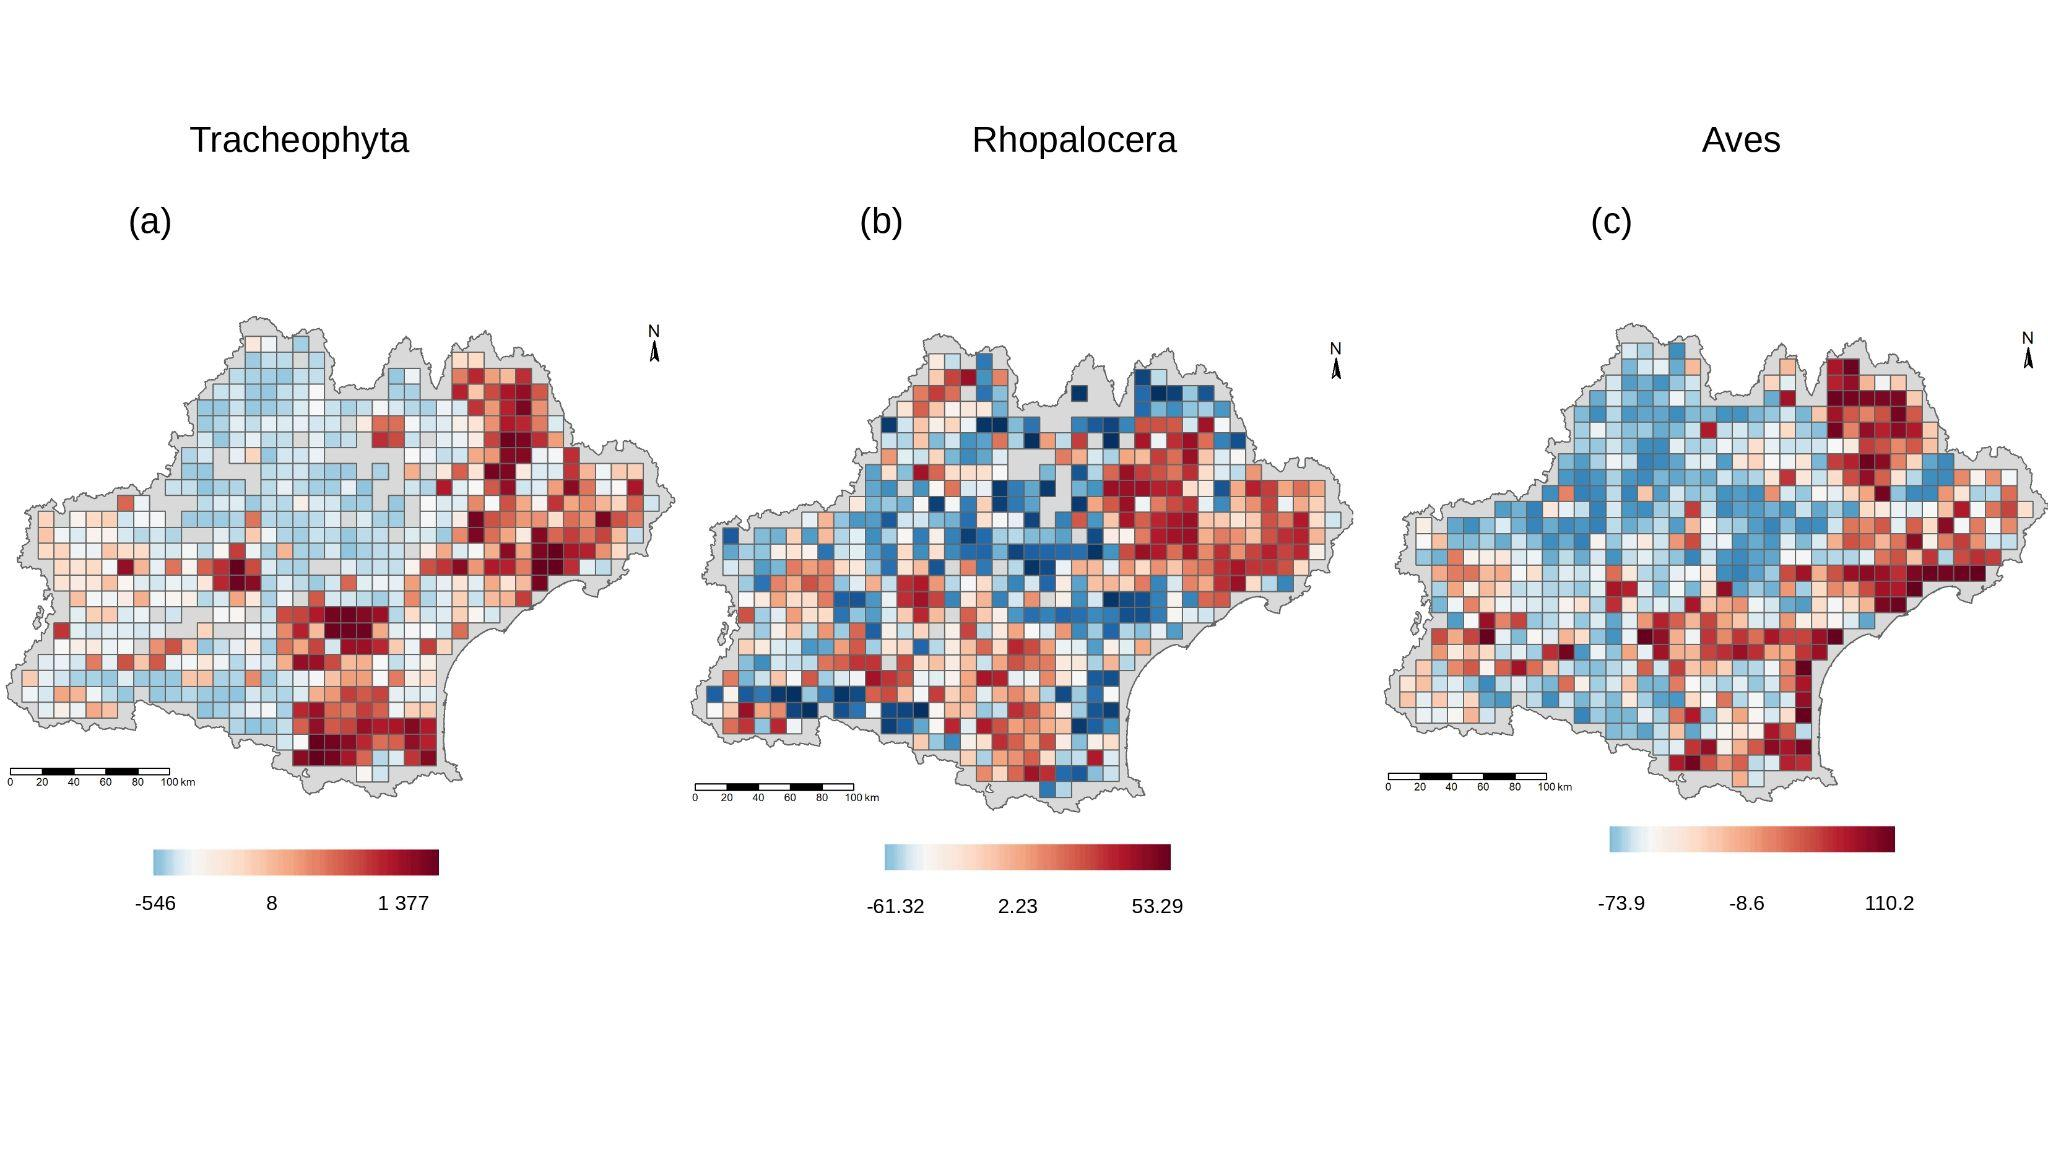 Tracheophyta
Rhopalocera
Aves
(a)
(b)
(c)
N
N
N
0 20 40 60 80 100 km
0 20 40 60 80 100 km
0 20 40 60 80 100 km
-546 8 1 377
-61.32 2.23 53.29
-73.9 -8.6 110.2